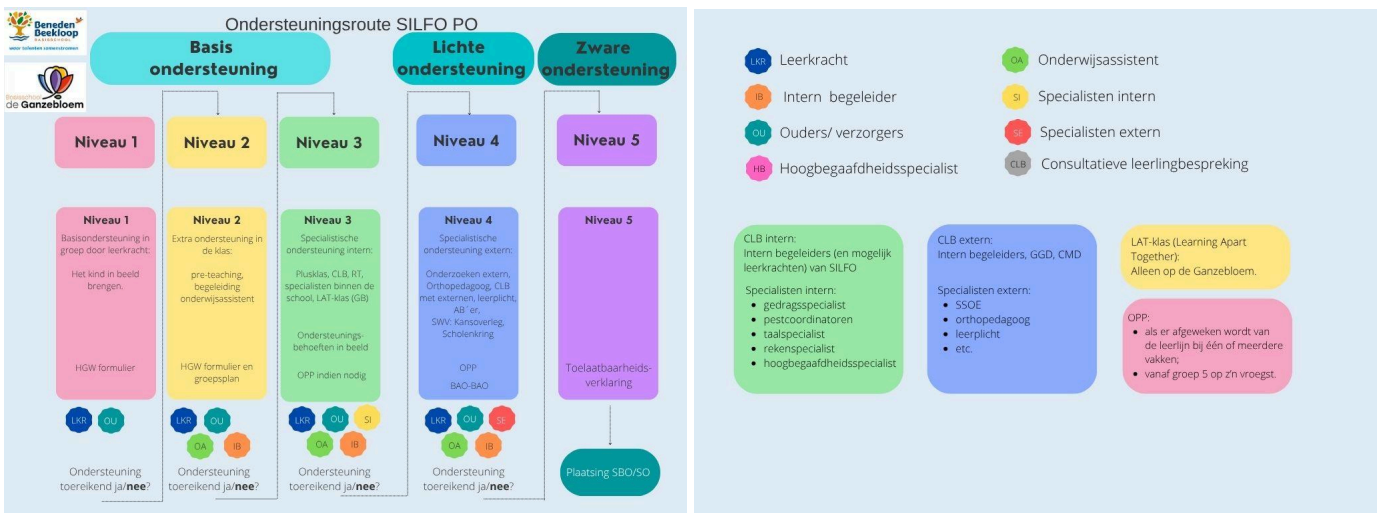 Beneden
Beekloop
BASISSCHOOL
waar talenten samenstromen
Basisschool
de Ganzebloem
Ondersteuningsroute SILFO PO
Basis
ondersteuning
Lichte
ondersteuning
Zware
ondersteuning
Niveau 1
Niveau 2
Niveau 3
Niveau 4
Niveau 5
Niveau 1
Basisondersteuning in
groep door leerkracht:
Het kind in beeld
brengen.
HGW formulier
Niveau 2
Extra ondersteuning in
de klas:
pre-teaching,
begeleiding
onderwijsassistent
HGW formulier en
groepsplan
Niveau 3
Specialistische
ondersteuning intern:
Plusklas, CLB, RT,
specialisten binnen de
school, LAT-klas (GB)
Ondersteunings-
behoeften in beeld
OPP indien nodig
Niveau 4
Specialistische
ondersteuning extern:
Onderzoeken extern,
Orthopedagoog, CLB
met externen, leerplicht,
AB´er,
SWV: Kansoverleg,
Scholenkring
OPP
BAO-BAO
Niveau 5
Toelaatbaarheids-
verklaring
LKR OU
LKR OU
OA IB
LKR OU SI
OA IB
LKR OU SE
OA IB
Ondersteuning
toereikend ja/nee?
Ondersteuning
toereikend ja/nee?
Ondersteuning
toereikend ja/nee?
Ondersteuning
toereikend ja/nee?
Plaatsing SBO/SO
LKR Leerkracht
IB Intern begeleider
OU Ouders/ verzorgers
HB Hoogbegaafdheidsspecialist
OA Onderwijsassistent
SI Specialisten intern
SE Specialisten extern
CLB Consultatieve leerlingbespreking
CLB intern:
Intern begeleiders (en mogelijk
leerkrachten) van SILFO
Specialisten intern:
• gedragsspecialist
• pestcoordinatoren
• taalspecialist
• rekenspecialist
• hoogbegaafdheidsspecialist
CLB extern:
Intern begeleiders, GGD, CMD
Specialisten extern:
• SSOE
• orthopedagoog
• leerplicht
• etc.
LAT-klas (Learning Apart
Together):
Alleen op de Ganzebloem.
OPP:
• als er afgeweken wordt van
de leerlijn bij één of meerdere
vakken;
• vanaf groep 5 op z'n vroegst.